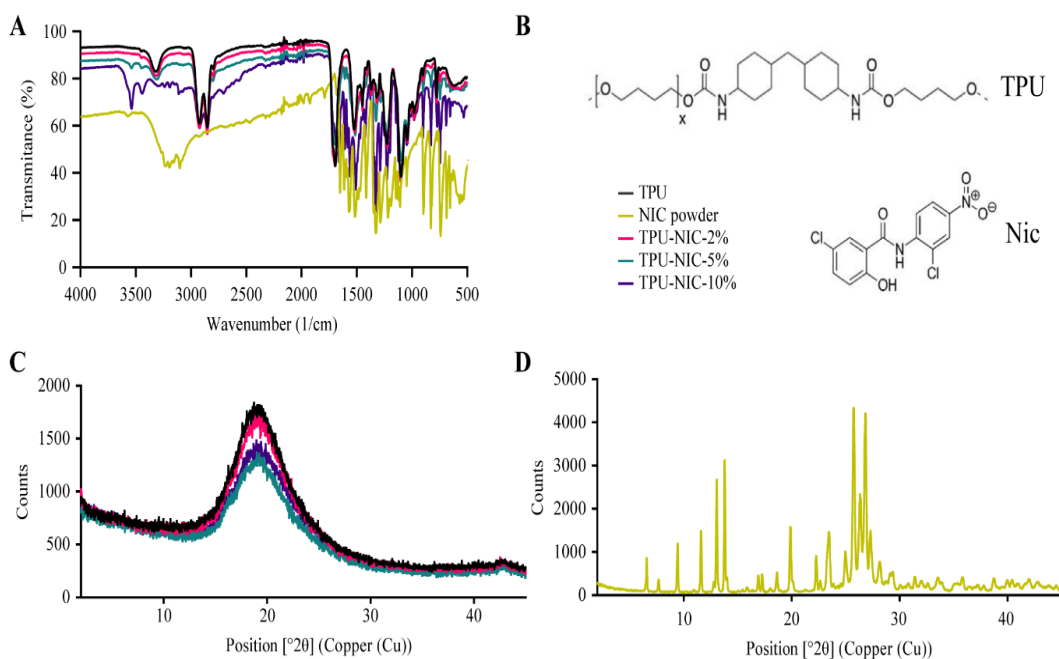 A
100
80
60
40
20
0
Transmitance (%)
4000 3500 3000 2500 2000 1500 1000 500
Wavenumber (1/cm)
B
O
O
x
O
O
N
H
N
H
O
O
O
TPU
TPU
NIC powder
TPU-NIC-2%
TPU-NIC-5%
TPU-NIC-10%
O
N
⊕
O
⊖
O
Cl
N
H
Cl
OH
Nic
C
2000
1500
1000
500
0
Counts
10 20 30 40
Position [°2θ] (Copper (Cu))
D
5000
4000
3000
2000
1000
0
Counts
10 20 30 40
Position [°2θ] (Copper (Cu))